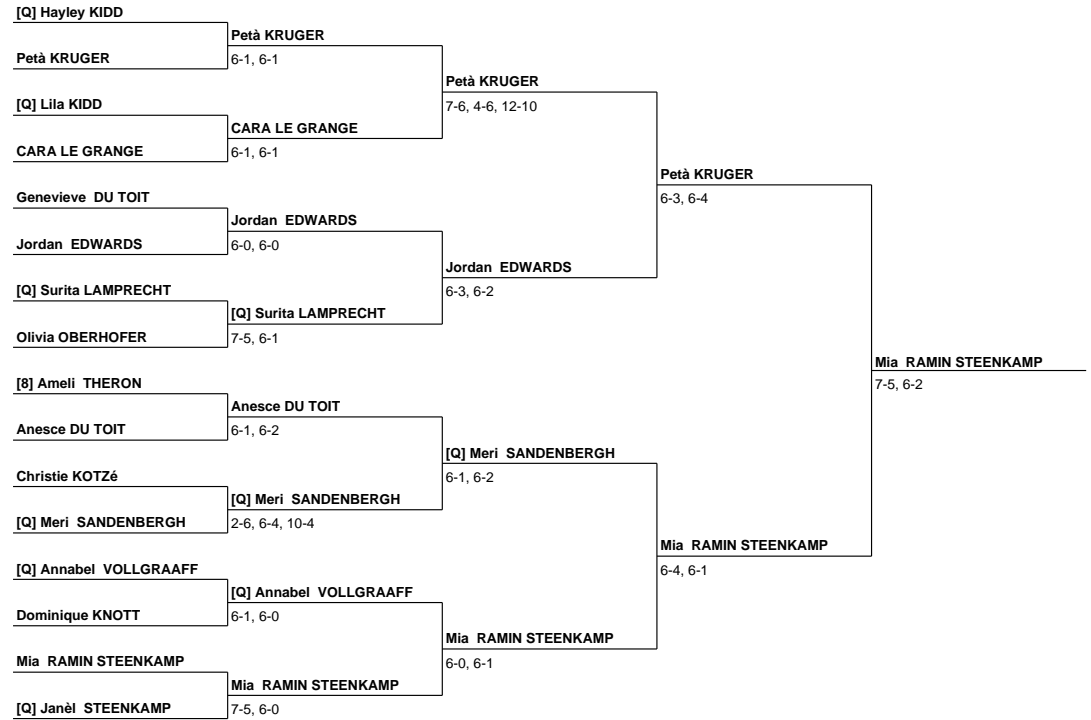 [Q] Hayley KIDD
Petà KRUGER
Petà KRUGER
6-1, 6-1
Petà KRUGER
7-6, 4-6, 12-10
[Q] Lila KIDD
CARA LE GRANGE
CARA LE GRANGE
6-1, 6-1
Petà KRUGER
6-3, 6-4
Genevieve DU TOIT
Jordan EDWARDS
Jordan EDWARDS
6-0, 6-0
Jordan EDWARDS
6-3, 6-2
[Q] Surita LAMPRECHT
[Q] Surita LAMPRECHT
Olivia OBERHOFER
7-5, 6-1
Mia RAMIN STEENKAMP
7-5, 6-2
[8] Ameli THERON
Anesce DU TOIT
Anesce DU TOIT
6-1, 6-2
[Q] Meri SANDENBERGH
6-1, 6-2
Christie KOTZé
[Q] Meri SANDENBERGH
[Q] Meri SANDENBERGH
2-6, 6-4, 10-4
Mia RAMIN STEENKAMP
6-4, 6-1
[Q] Annabel VOLLGRAAFF
[Q] Annabel VOLLGRAAFF
Dominique KNOTT
6-1, 6-0
Mia RAMIN STEENKAMP
6-0, 6-1
Mia RAMIN STEENKAMP
Mia RAMIN STEENKAMP
[Q] Janèl STEENKAMP
7-5, 6-0